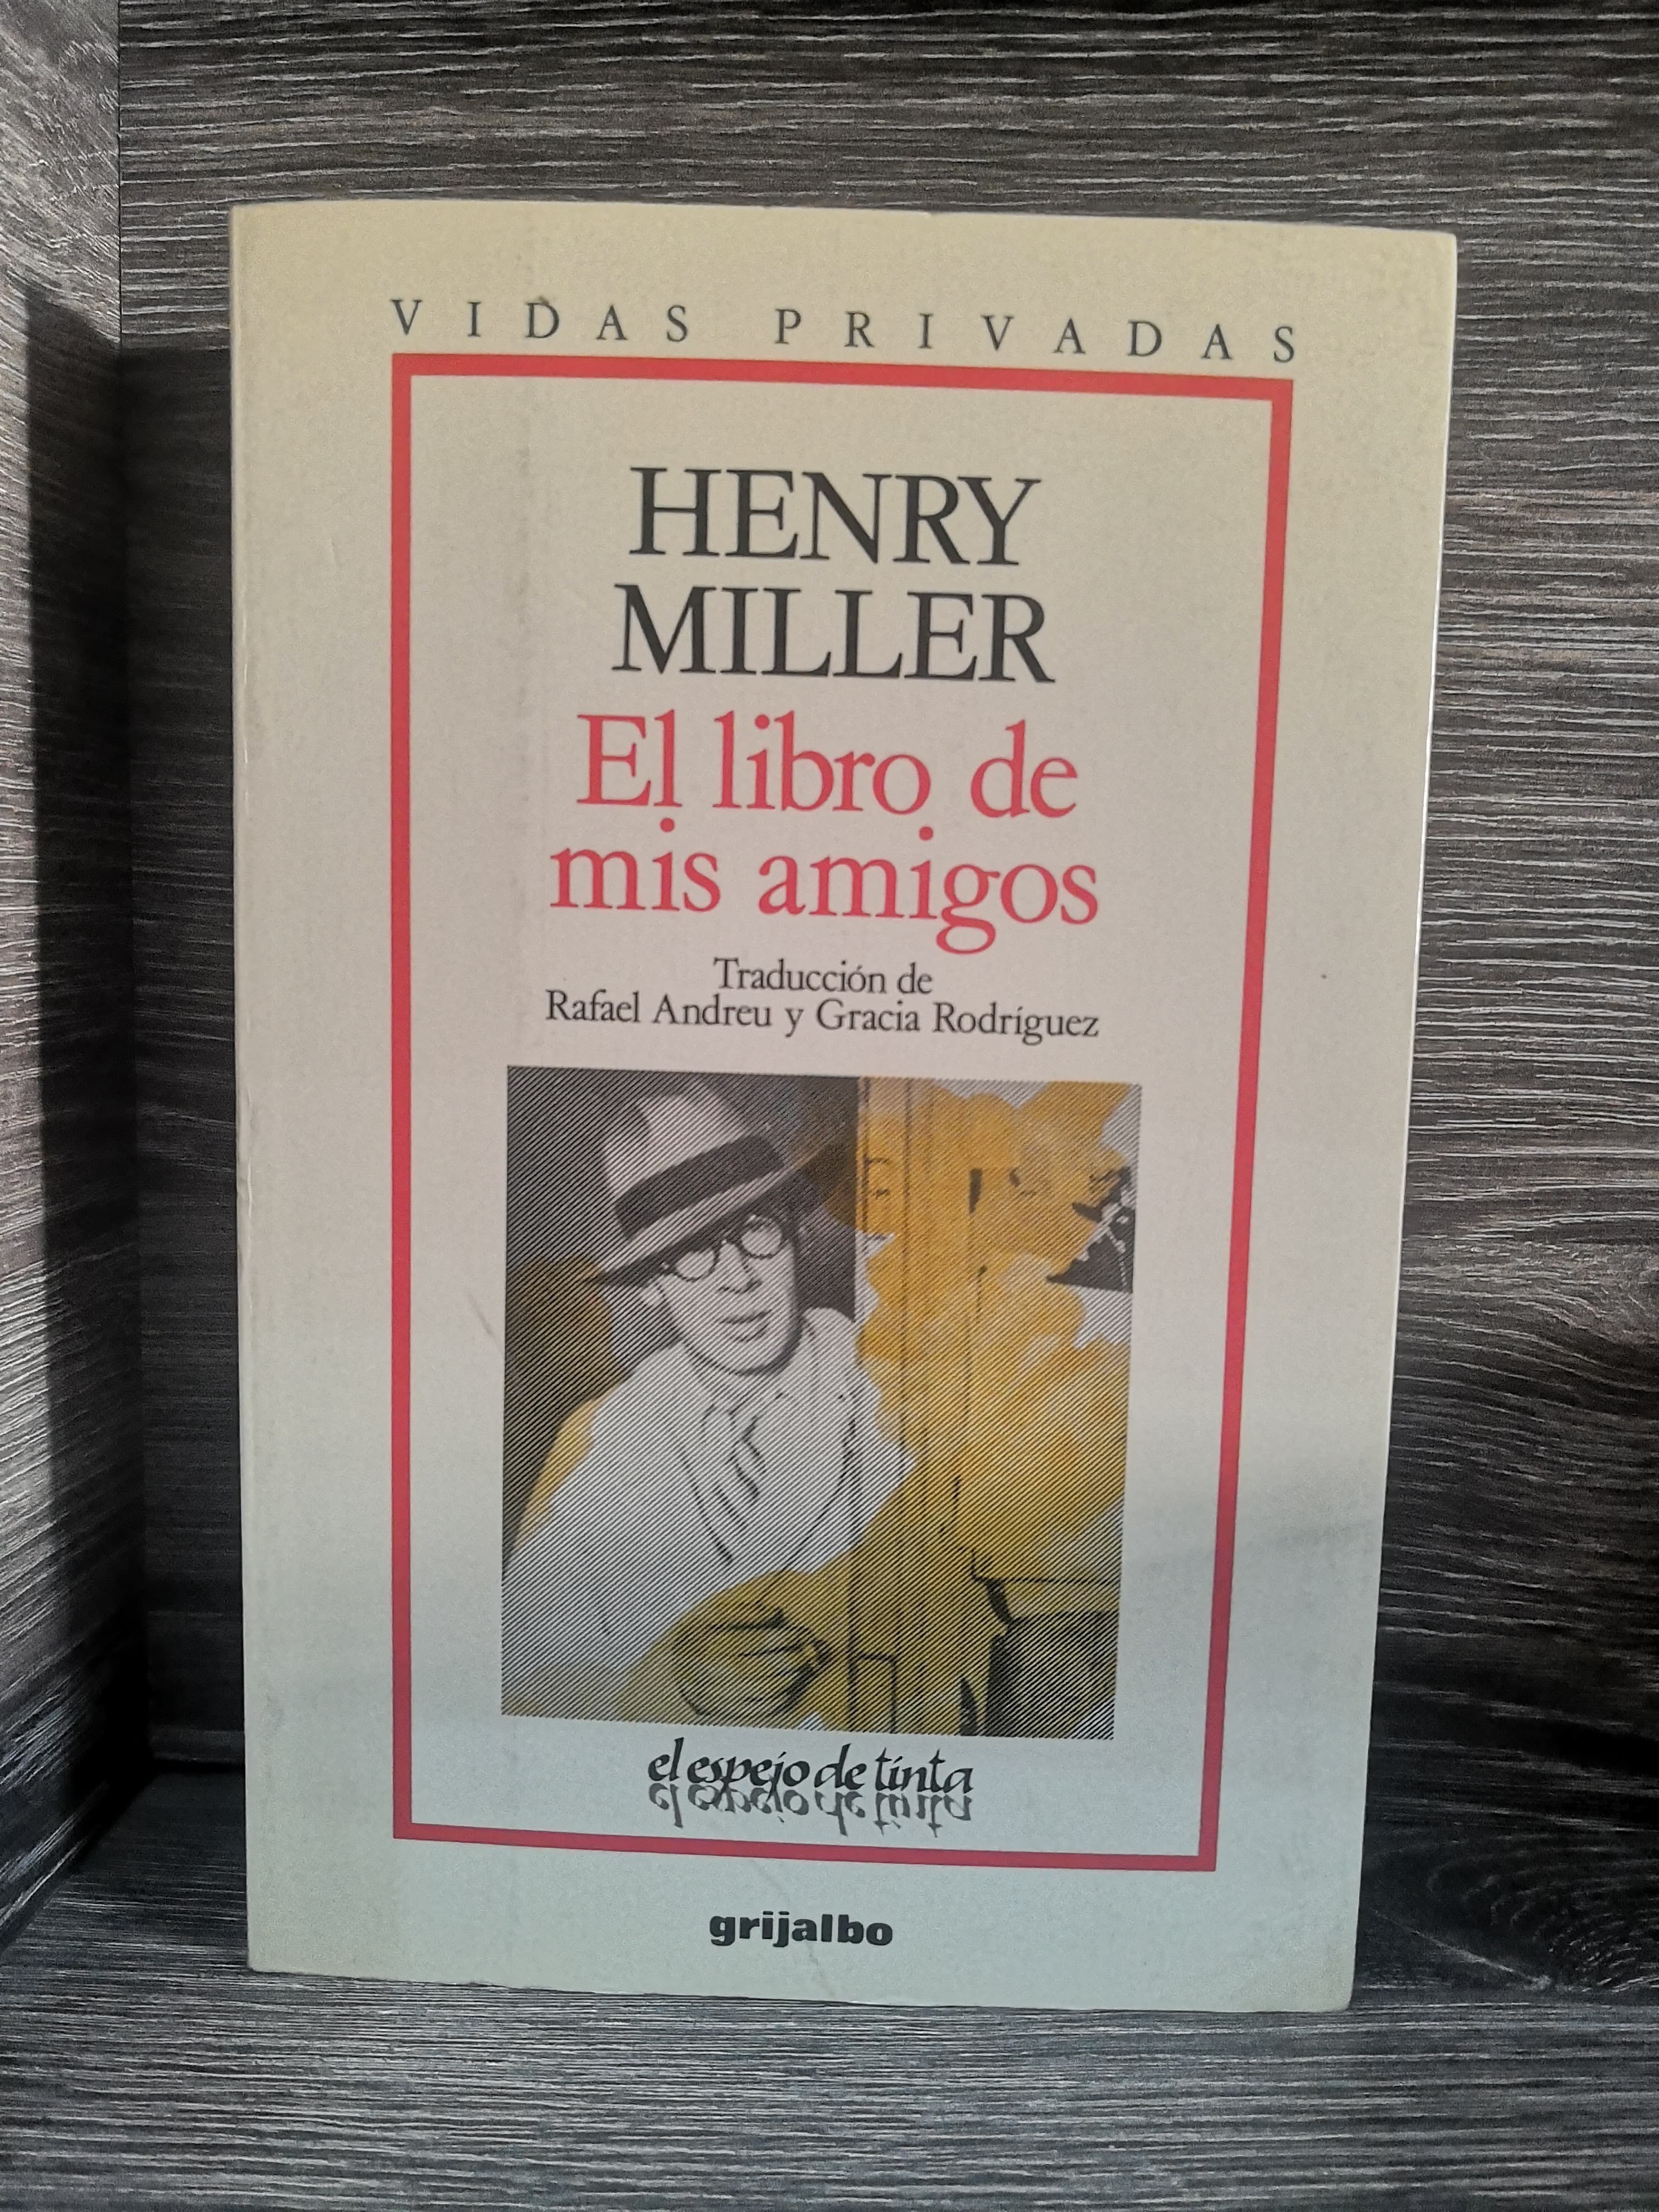 VIDAS PRIVADAS
HENRY
MILLER
El libro de
mis amigos
Traducción de
Rafael Andreu y Gracia Rodríguez
el espejo de tinta
grijalbo